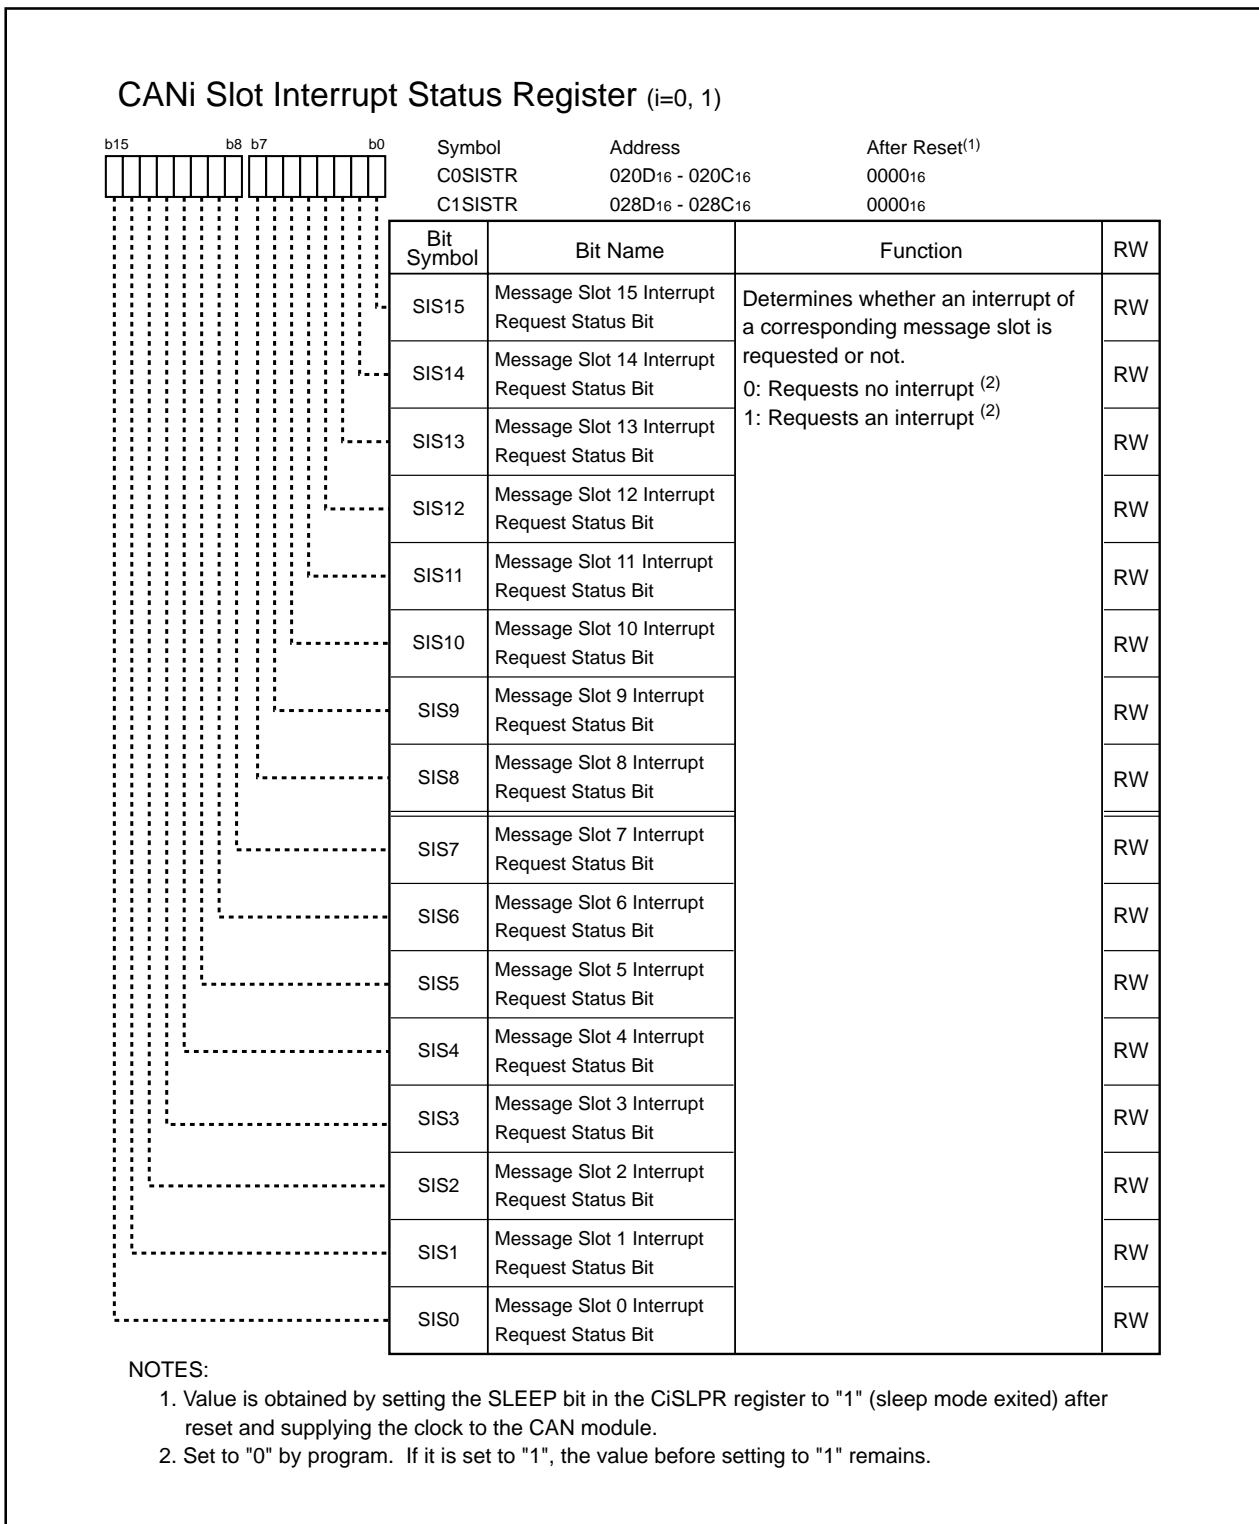 CANi Slot Interrupt Status Register (i=0, 1)
b15 b8 b7 b0
Symbol Address After Reset(1)
C0SISTR 020D16 - 020C16 000016
C1SISTR 028D16 - 028C16 000016
Bit Symbol Bit Name Function RW
SIS15 Message Slot 15 Interrupt Request Status Bit RW
Determines whether an interrupt of
a corresponding message slot is
requested or not.
0: Requests no interrupt (2)
1: Requests an interrupt (2)
SIS14 Message Slot 14 Interrupt Request Status Bit RW
SIS13 Message Slot 13 Interrupt Request Status Bit RW
SIS12 Message Slot 12 Interrupt Request Status Bit RW
SIS11 Message Slot 11 Interrupt Request Status Bit RW
SIS10 Message Slot 10 Interrupt Request Status Bit RW
SIS9 Message Slot 9 Interrupt Request Status Bit RW
SIS8 Message Slot 8 Interrupt Request Status Bit RW
SIS7 Message Slot 7 Interrupt Request Status Bit RW
SIS6 Message Slot 6 Interrupt Request Status Bit RW
SIS5 Message Slot 5 Interrupt Request Status Bit RW
SIS4 Message Slot 4 Interrupt Request Status Bit RW
SIS3 Message Slot 3 Interrupt Request Status Bit RW
SIS2 Message Slot 2 Interrupt Request Status Bit RW
SIS1 Message Slot 1 Interrupt Request Status Bit RW
SIS0 Message Slot 0 Interrupt Request Status Bit RW
NOTES:
1. Value is obtained by setting the SLEEP bit in the CiSLPR register to "1" (sleep mode exited) after
reset and supplying the clock to the CAN module.
2. Set to "0" by program. If it is set to "1", the value before setting to "1" remains.